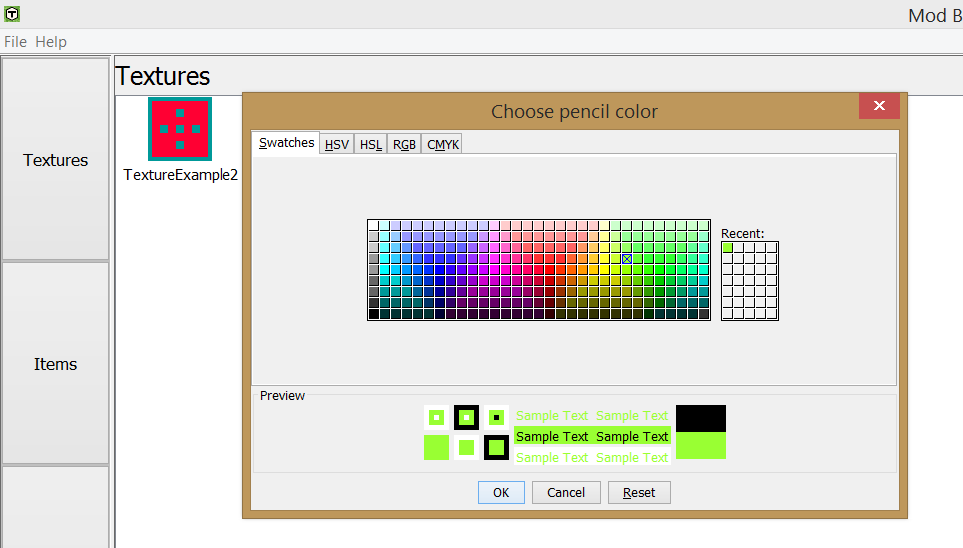 Mod B
File Help
Textures
Textures
TextureExample2
Items
Choose pencil color
Swatches HSV HSL RGB CMYK
Recent:
Preview
Sample Text Sample Text
Sample Text Sample Text
Sample Text Sample Text
OK Cancel Reset